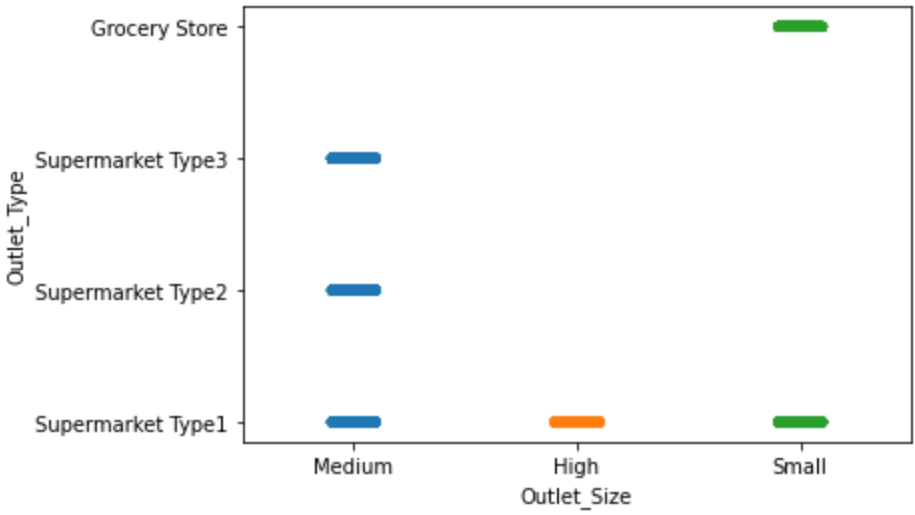 Grocery Store
Supermarket Type3
Supermarket Type2
Supermarket Type1
Outlet_Type
Medium
High
Small
Outlet_Size